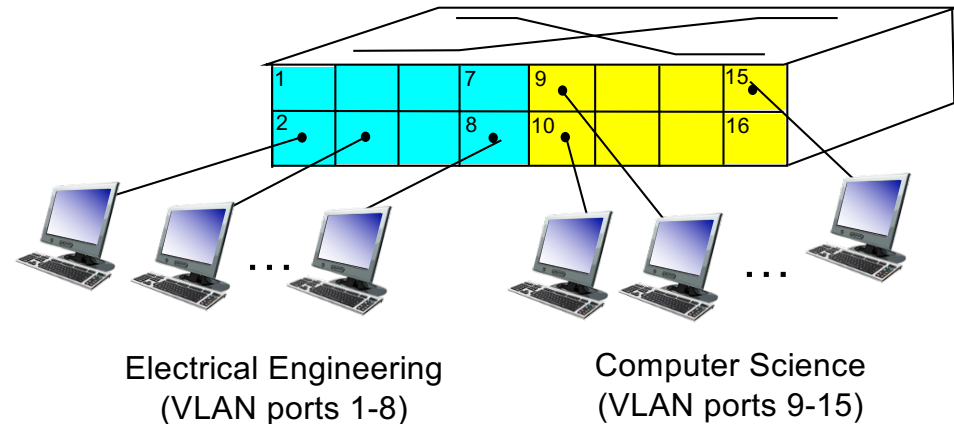 1
7
9
15
2
8
10
16
...
...
Electrical Engineering
(VLAN ports 1-8)
Computer Science
(VLAN ports 9-15)